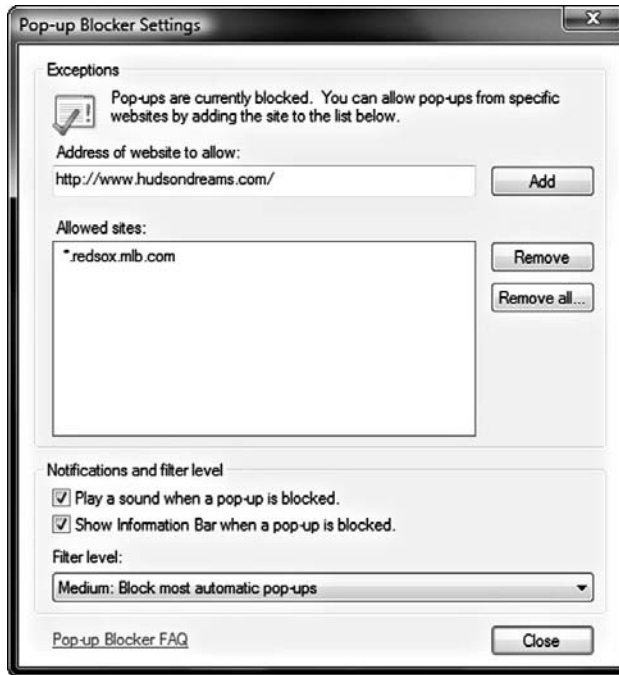 Pop-up Blocker Settings
Exceptions
Pop-ups are currently blocked. You can allow pop-ups from specific
websites by adding the site to the list below.
Address of website to allow:
http://www.hudsondreams.com/
Add
Allowed sites:
*.redsox.mlb.com
Remove
Remove all...
Notifications and filter level
Play a sound when a pop-up is blocked.
Show Information Bar when a pop-up is blocked.
Filter level:
Medium: Block most automatic pop-ups
Pop-up Blocker FAQ
Close